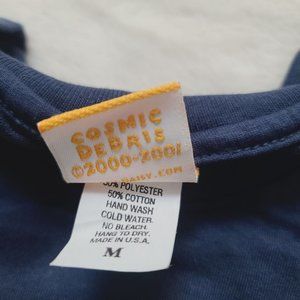 COSMIC
DEBRIS
©2000-2001
50% POLYESTER
50% COTTON
HAND WASH
COLD WATER.
NO BLEACH.
HANG TO DRY.
MADE IN U.S.A.
M